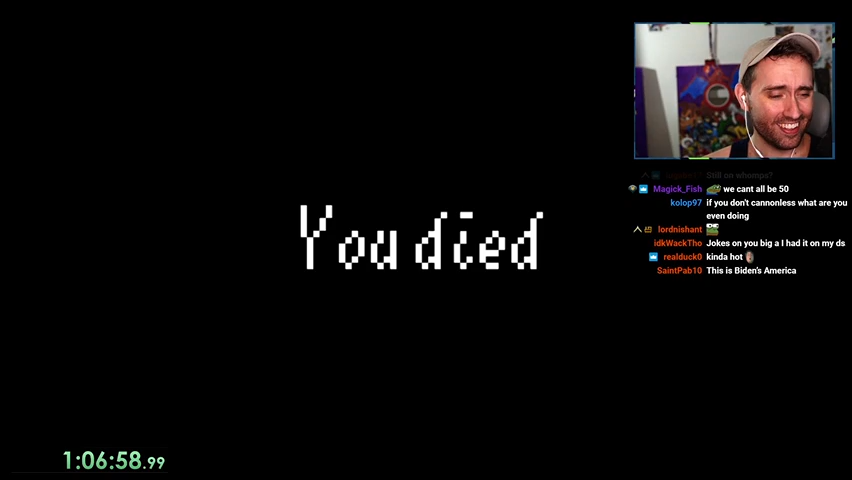 Still on whomps?
Magick_Fish we cant all be 50
kolop97 if you don't cannonless what are you
even doing
lordnishant
idkWackTho Jokes on you big a I had it on my ds
realduck0 kinda hot
SaintPab10 This is Biden's America
You died
1:06:58.99